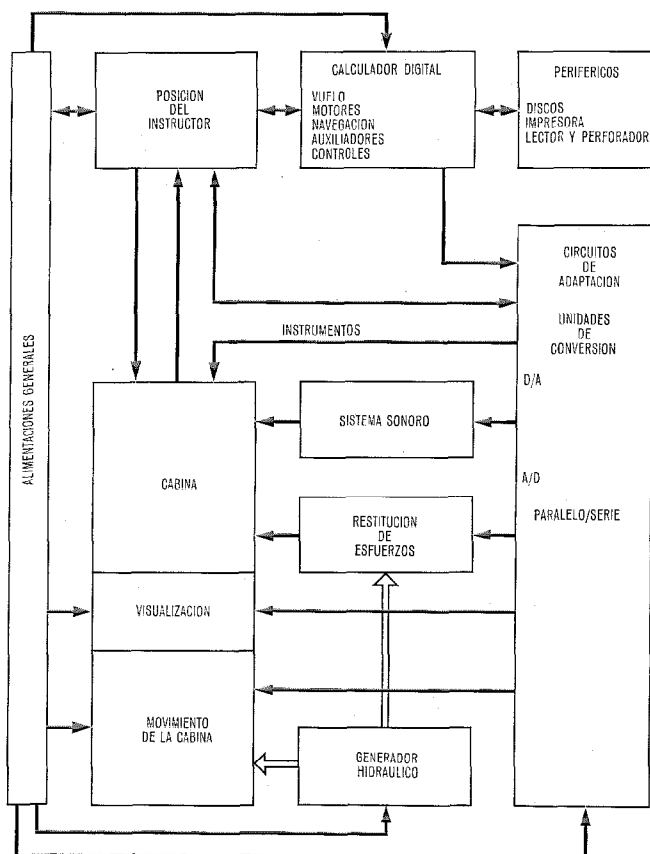 ALIMENTACIONES GENERALES
POSICION
DEL
INSTRUCTOR
CALCULADOR DIGITAL
VUELO
MOTORES
NAVEGACION
AUXILIADORES
CONTROLES
PERIFERICOS
DISCOS
IMPRESORA
LECTOR Y PERFORADOR
CIRCUITOS
DE
ADAPTACION
UNIDADES
DE
CONVERSION
D/A
A/D
PARALELO/SERIE
INSTRUMENTOS
CABINA
SISTEMA SONORO
RESTITUCION
DE
ESFUERZOS
VISUALIZACION
MOVIMIENTO
DE LA CABINA
GENERADOR
HIDRAULICO